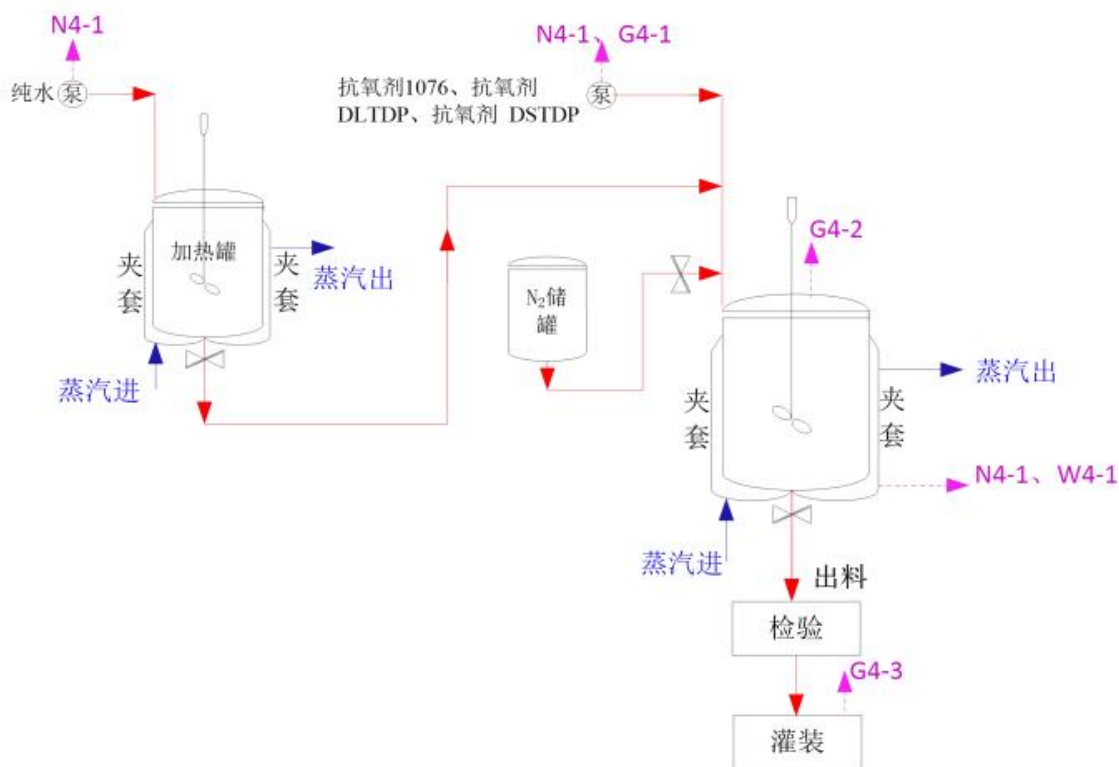 N4-1
N4-1、G4-1
纯水
泵
抗氧剂1076、抗氧剂
DLTDP、抗氧剂 DSTDP
泵
G4-2
加热罐
夹套
夹套
蒸汽出
N₂储
罐
蒸汽进
蒸汽出
夹套
夹套
N4-1、W4-1
蒸汽进
出料
检验
G4-3
灌装